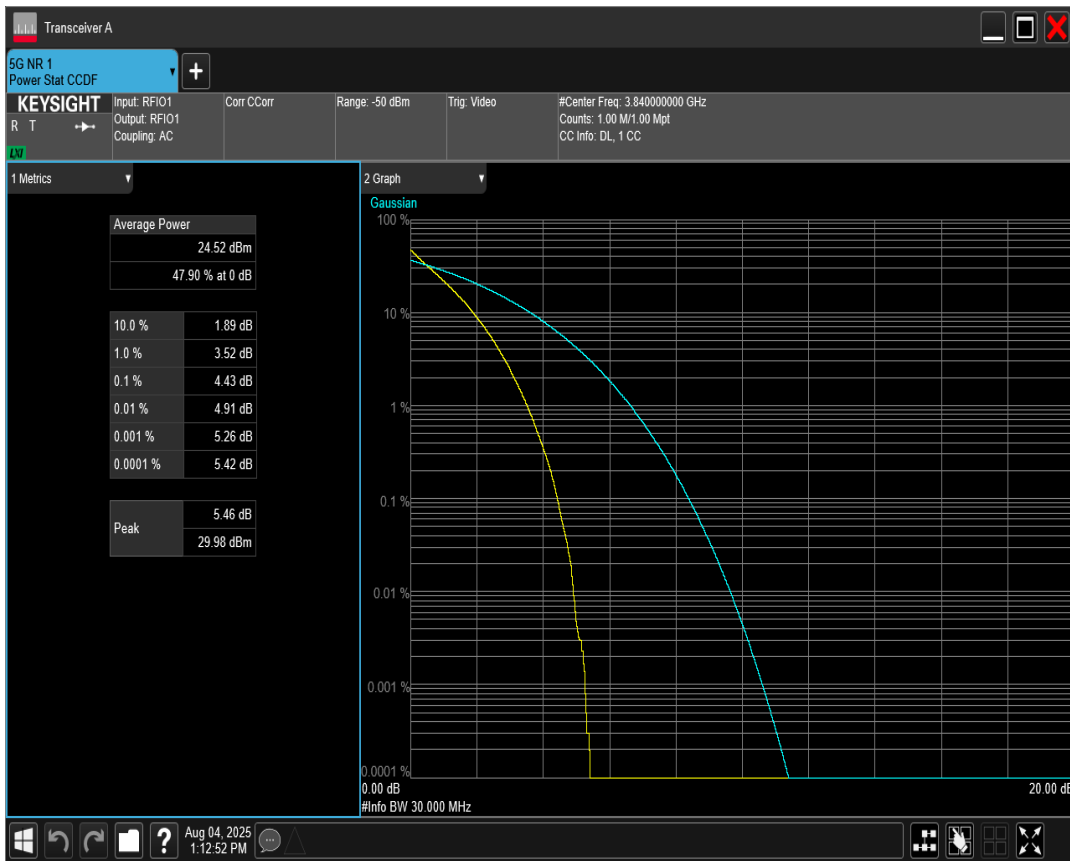 Transceiver A
5G NR 1
Power Stat CCDF
KEYSIGHT
R T
LXI
Input: RFIO1
Output: RFIO1
Coupling: AC
Corr CCorr
Range: -50 dBm
Trig: Video
#Center Freq: 3.840000000 GHz
Counts: 1.00 M/1.00 Mpt
CC Info: DL, 1 CC
1 Metrics
Average Power
24.52 dBm
47.90 % at 0 dB
10.0 % 1.89 dB
1.0 % 3.52 dB
0.1 % 4.43 dB
0.01 % 4.91 dB
0.001 % 5.26 dB
0.0001 % 5.42 dB
Peak 5.46 dB
29.98 dBm
2 Graph
Gaussian
100 %
10 %
1 %
0.1 %
0.01 %
0.001 %
0.0001 %
0.00 dB 20.00 dB
#Info BW 30.000 MHz
? Aug 04, 2025
1:12:52 PM